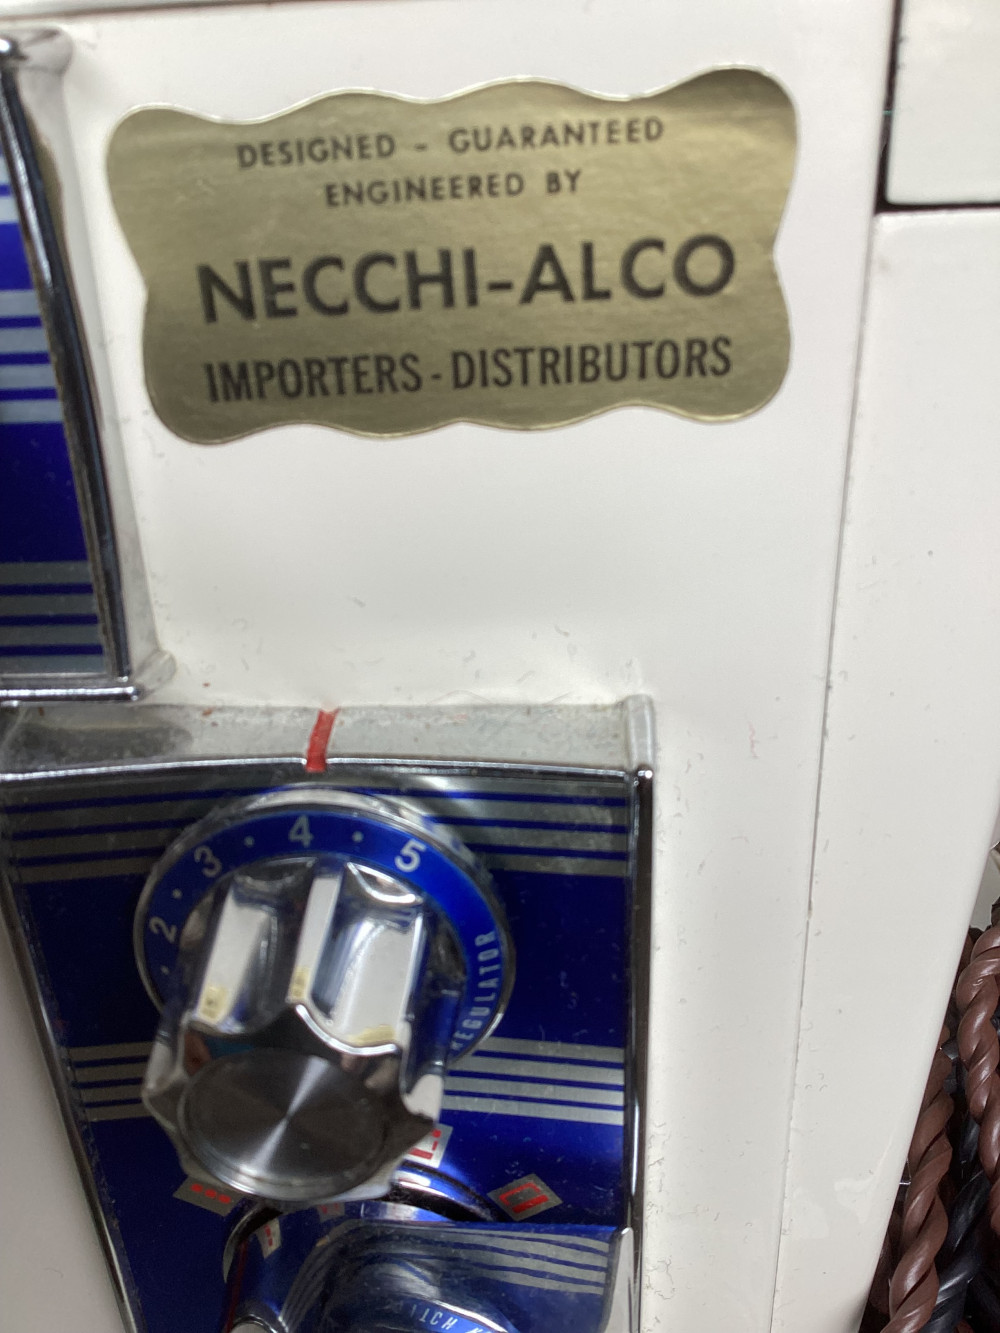 DESIGNED - GUARANTEED
ENGINEERED BY
NECCHI-ALCO
IMPORTERS - DISTRIBUTORS
2 · 3 · 4 · 5
REGULATOR